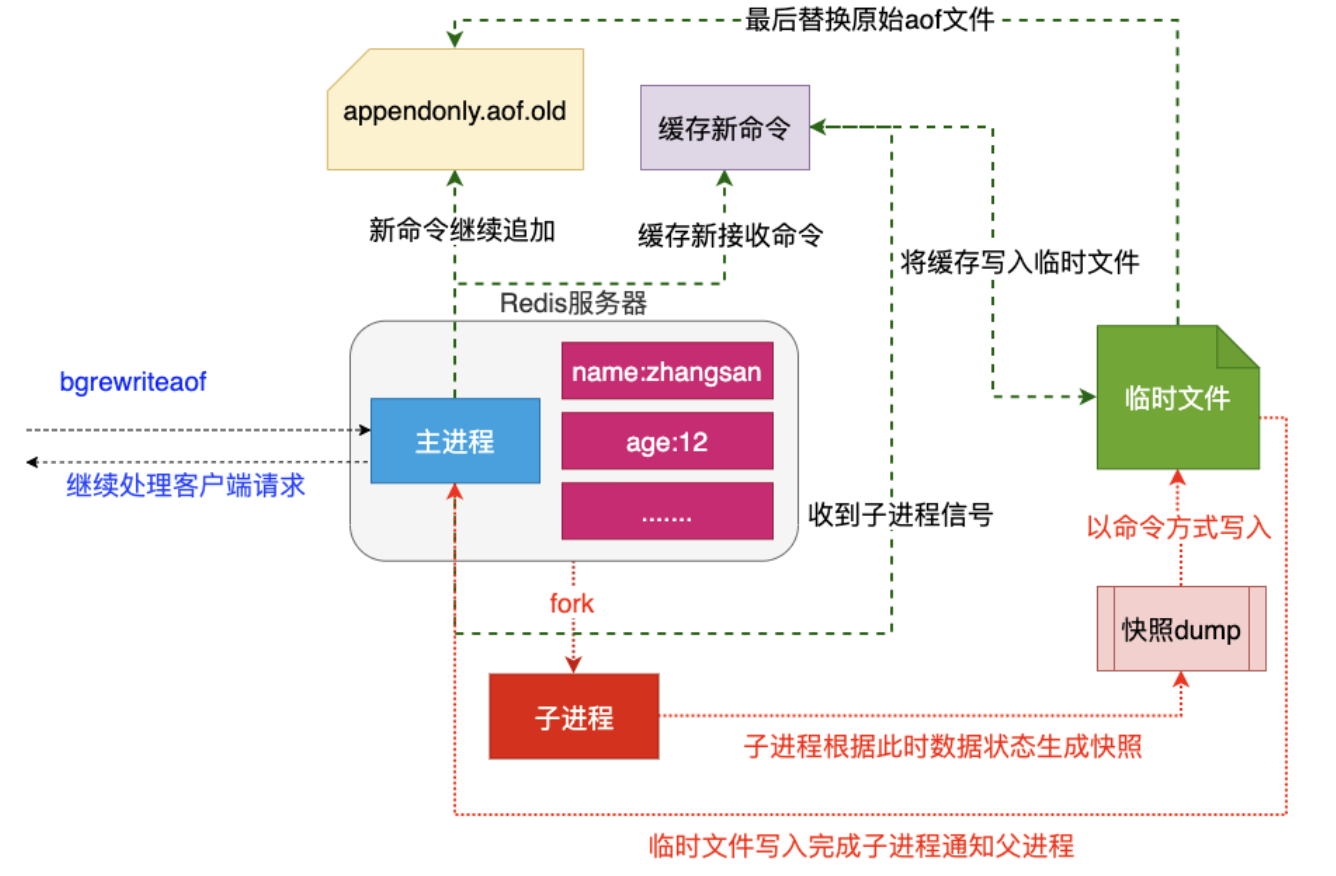 最后替换原始aof文件
appendonly.aof.old
缓存新命令
新命令继续追加
缓存新接收命令
将缓存写入临时文件
Redis服务器
bgrewriteaof
name:zhangsan
临时文件
主进程
age:12
继续处理客户端请求
.......
收到子进程信号
以命令方式写入
fork
快照dump
子进程
子进程根据此时数据状态生成快照
临时文件写入完成子进程通知父进程